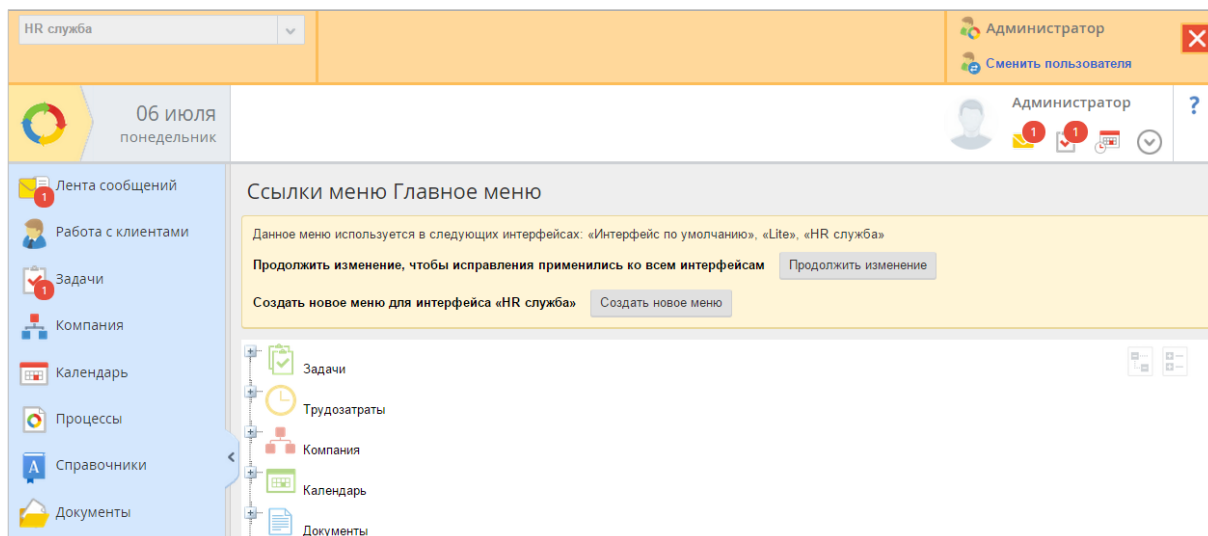 HR служба
Администратор
Сменить пользователя
06 июля
понедельник
Администратор
?
1
1
Лента сообщений
1
Работа с клиентами
Задачи
1
Компания
Календарь
Процессы
Справочники
Документы
Ссылки меню Главное меню
Данное меню используется в следующих интерфейсах: «Интерфейс по умолчанию», «Lite», «HR служба»
Продолжить изменение, чтобы исправления применились ко всем интерфейсам Продолжить изменение
Создать новое меню для интерфейса «HR служба» Создать новое меню
Задачи
Трудозатраты
Компания
Календарь
Документы